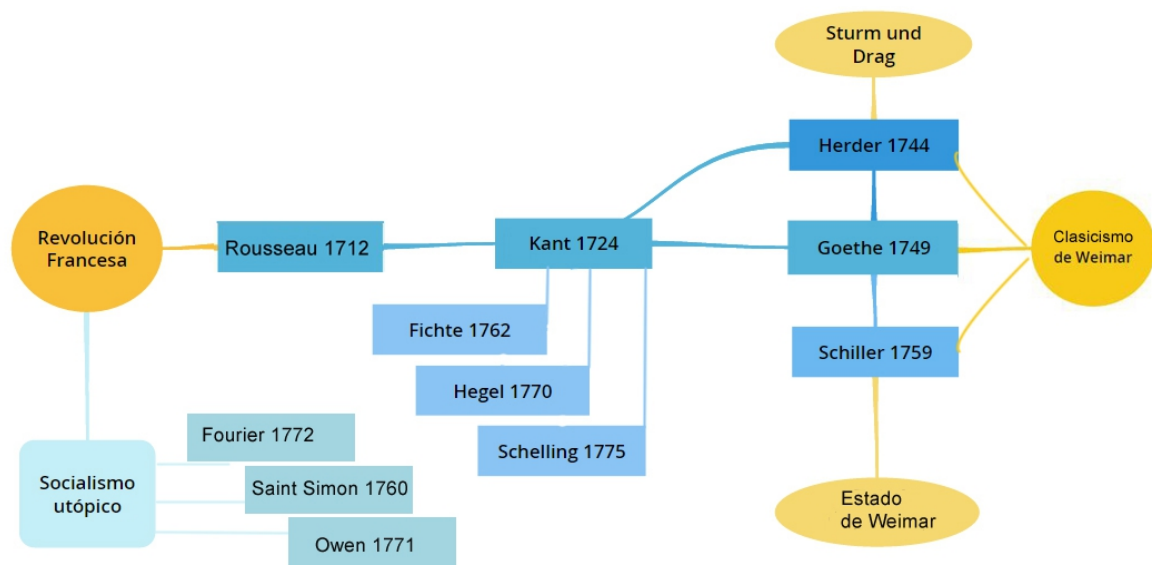 Sturm und
Drag
Herder 1744
Revolución
Francesa
Rousseau 1712
Kant 1724
Goethe 1749
Clasicismo
de Weimar
Fichte 1762
Schiller 1759
Hegel 1770
Schelling 1775
Fourier 1772
Socialismo
utópico
Saint Simon 1760
Owen 1771
Estado
de Weimar